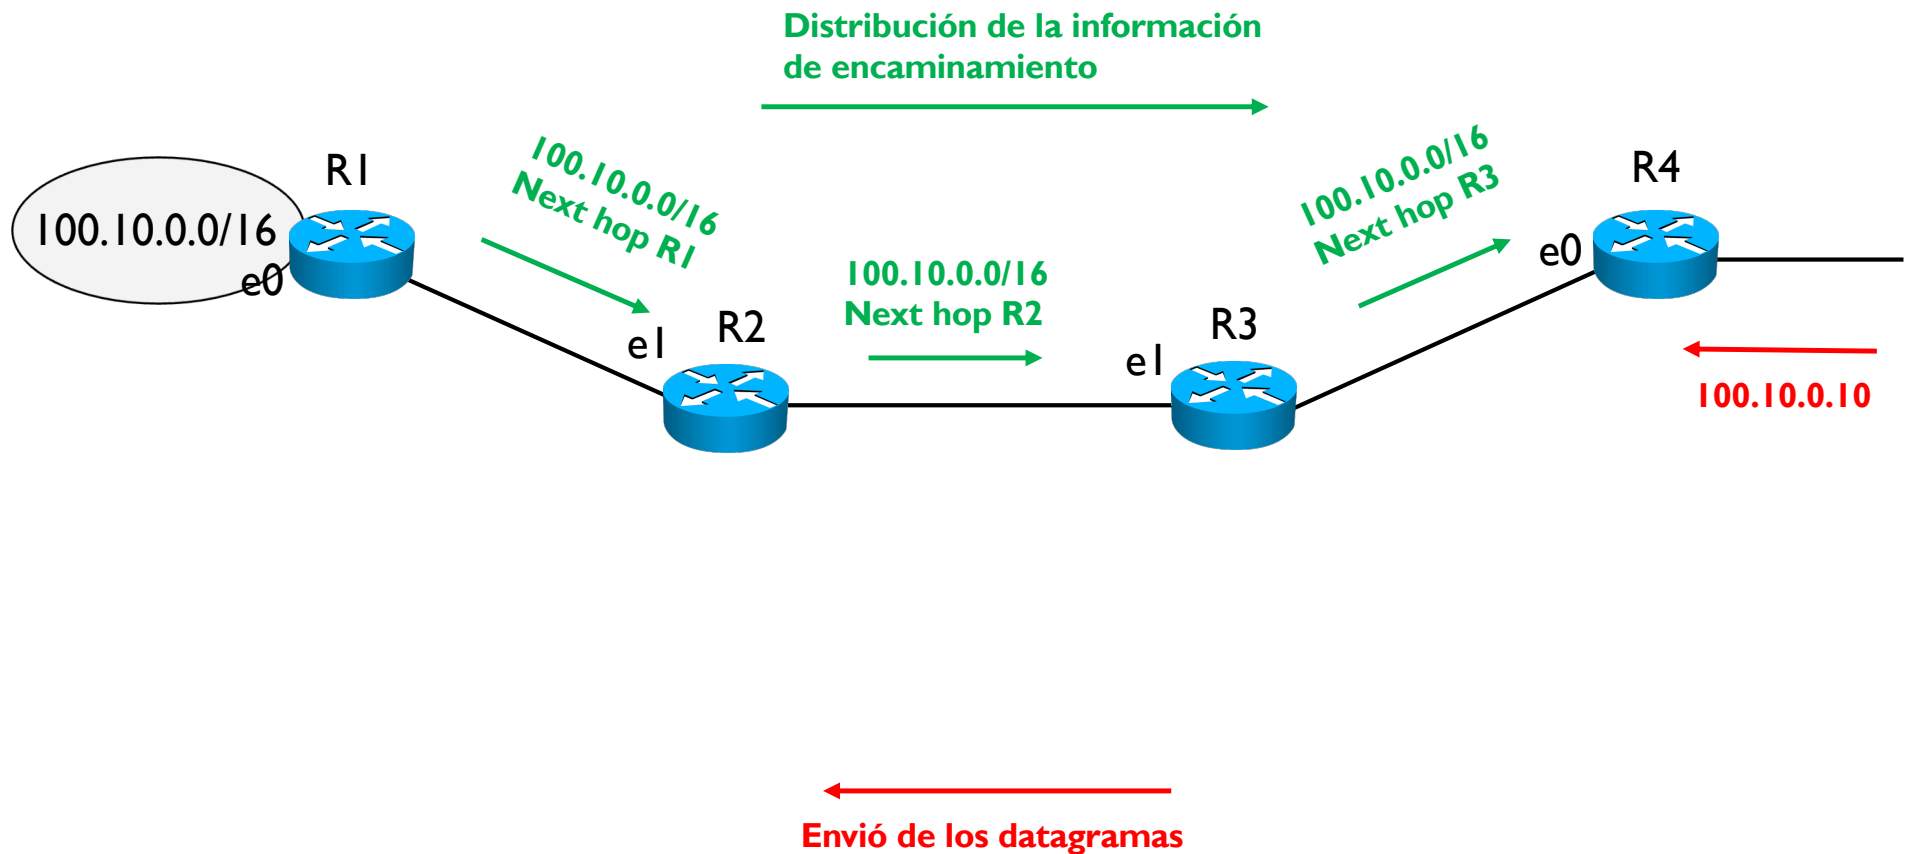 Distribución de la información
de encaminamiento
100.10.0.0/16
Next hop R1
100.10.0.0/16
Next hop R3
R1
R4
100.10.0.0/16
e0
e0
100.10.0.0/16
Next hop R2
e1
R2
e1
R3
100.10.0.10
Envió de los datagramas